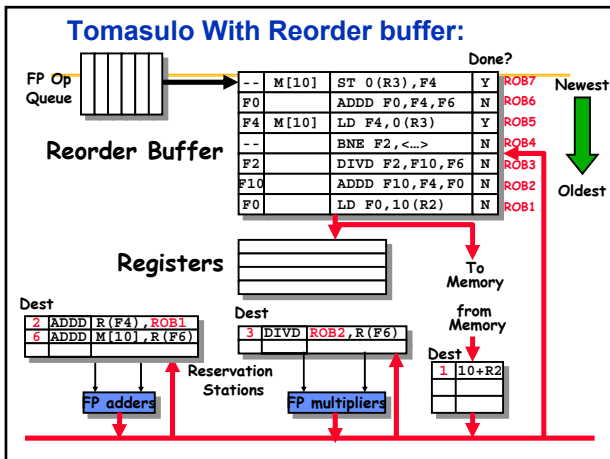 Tomasulo With Reorder buffer:
Done?
FP Op
Queue
-- M[10] ST 0(R3),F4 Y ROB7
F0 ADDD F0,F4,F6 N ROB6
F4 M[10] LD F4,0(R3) Y ROB5
-- BNE F2,<…> N ROB4
F2 DIVD F2,F10,F6 N ROB3
F10 ADDD F10,F4,F0 N ROB2
F0 LD F0,10(R2) N ROB1
Newest
Oldest
Reorder Buffer
Registers
To
Memory
from
Memory
Dest
2 ADDD R(F4),ROB1
6 ADDD M[10],R(F6)
Dest
3 DIVD ROB2,R(F6)
Dest
1 10+R2
Reservation
Stations
FP adders
FP multipliers